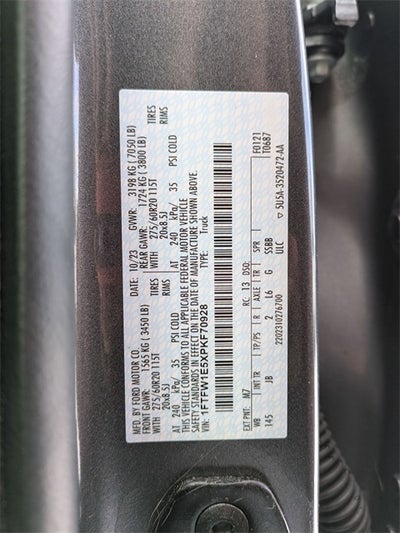 MFD. BY FORD MOTOR CO. DATE: 10/23 GVWR: 3198 KG ( 7050 LB)
FRONT GAWR: 1565 KG ( 3450 LB) REAR GAWR: 1724 KG ( 3800 LB)
WITH 275/60R20 115T TIRES WITH 275/60R20 115T TIRES
20x8.5J RIMS 20x8.5J RIMS
AT 240 kPa/ 35 PSI COLD AT 240 kPa/ 35 PSI COLD
THIS VEHICLE CONFORMS TO ALL APPLICABLE FEDERAL MOTOR VEHICLE
SAFETY STANDARDS IN EFFECT ON THE DATE OF MANUFACTURE SHOWN ABOVE.
VIN: 1FTFW1E5XPKF70928 Truck
F0121
T0687
EXT PNT: M7 RC: 13 DSO:
WB INT TR TP/PS R AXLE TR SPR
145 JB 2 L6 G SSBB
2202310276700 ULC
▽ 5U5A-3520472-AA